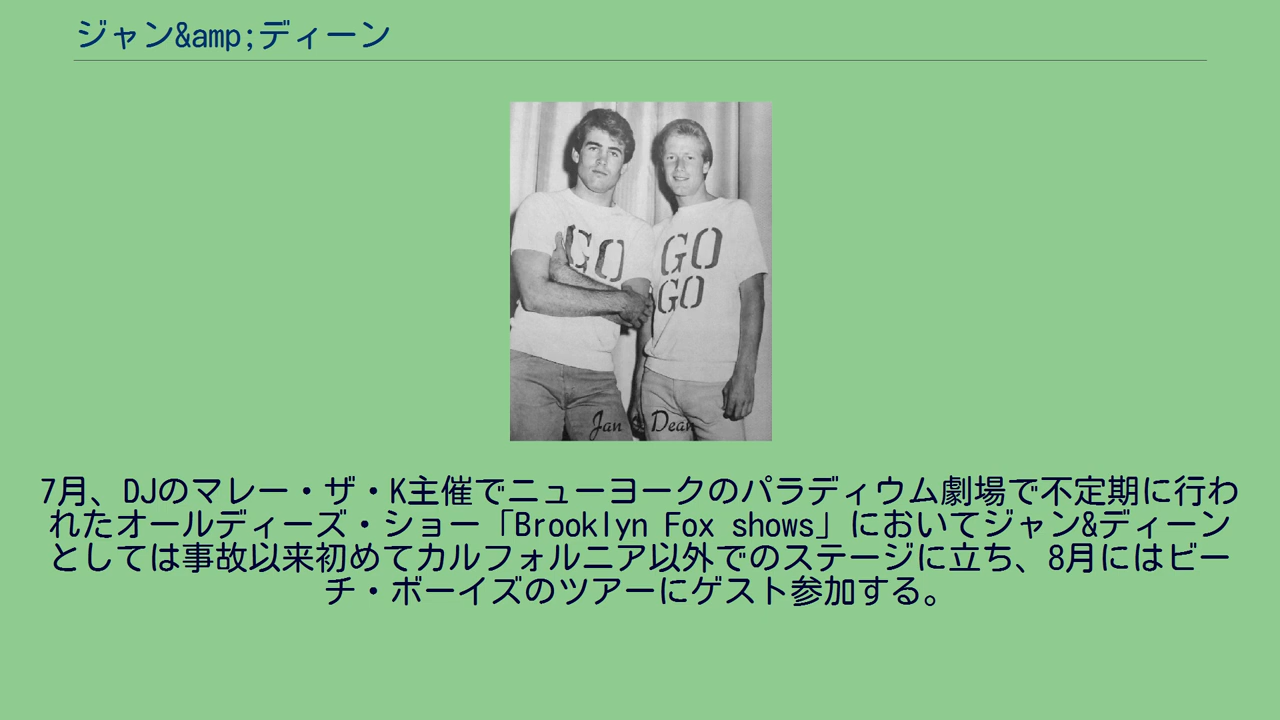 ジャン&amp;ディーン
GO
GO
GO
Jan & Dean
7月、DJのマレー・ザ・K主催でニューヨークのパラディウム劇場で不定期に行わ
れたオールディーズ・ショー「Brooklyn Fox shows」においてジャン&ディーン
としては事故以来初めてカルフォルニア以外でのステージに立ち、8月にはビー
チ・ボーイズのツアーにゲスト参加する。